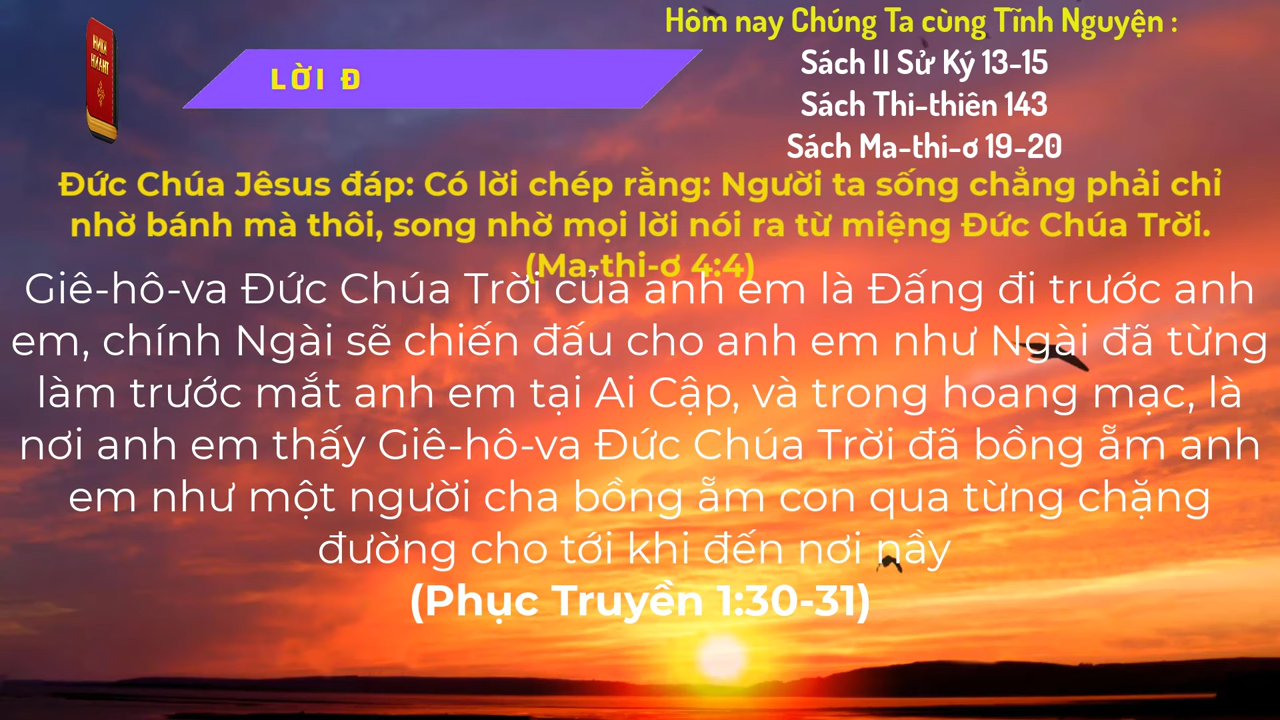 KINH
THÁNH
LỜI Đ
Hôm nay Chúng Ta cùng Tĩnh Nguyện :
Sách II Sử Ký 13-15
Sách Thi-thiên 143
Sách Ma-thi-ơ 19-20
Đức Chúa Jêsus đáp: Có lời chép rằng: Người ta sống chẳng phải chỉ
nhờ bánh mà thôi, song nhờ mọi lời nói ra từ miệng Đức Chúa Trời.
(Ma-thi-ơ 4:4)
Giê-hô-va Đức Chúa Trời của anh em là Đấng đi trước anh
em, chính Ngài sẽ chiến đấu cho anh em như Ngài đã từng
làm trước mắt anh em tại Ai Cập, và trong hoang mạc, là
nơi anh em thấy Giê-hô-va Đức Chúa Trời đã bồng ẵm anh
em như một người cha bồng ẵm con qua từng chặng
đường cho tới khi đến nơi nầy
(Phục Truyền 1:30-31)